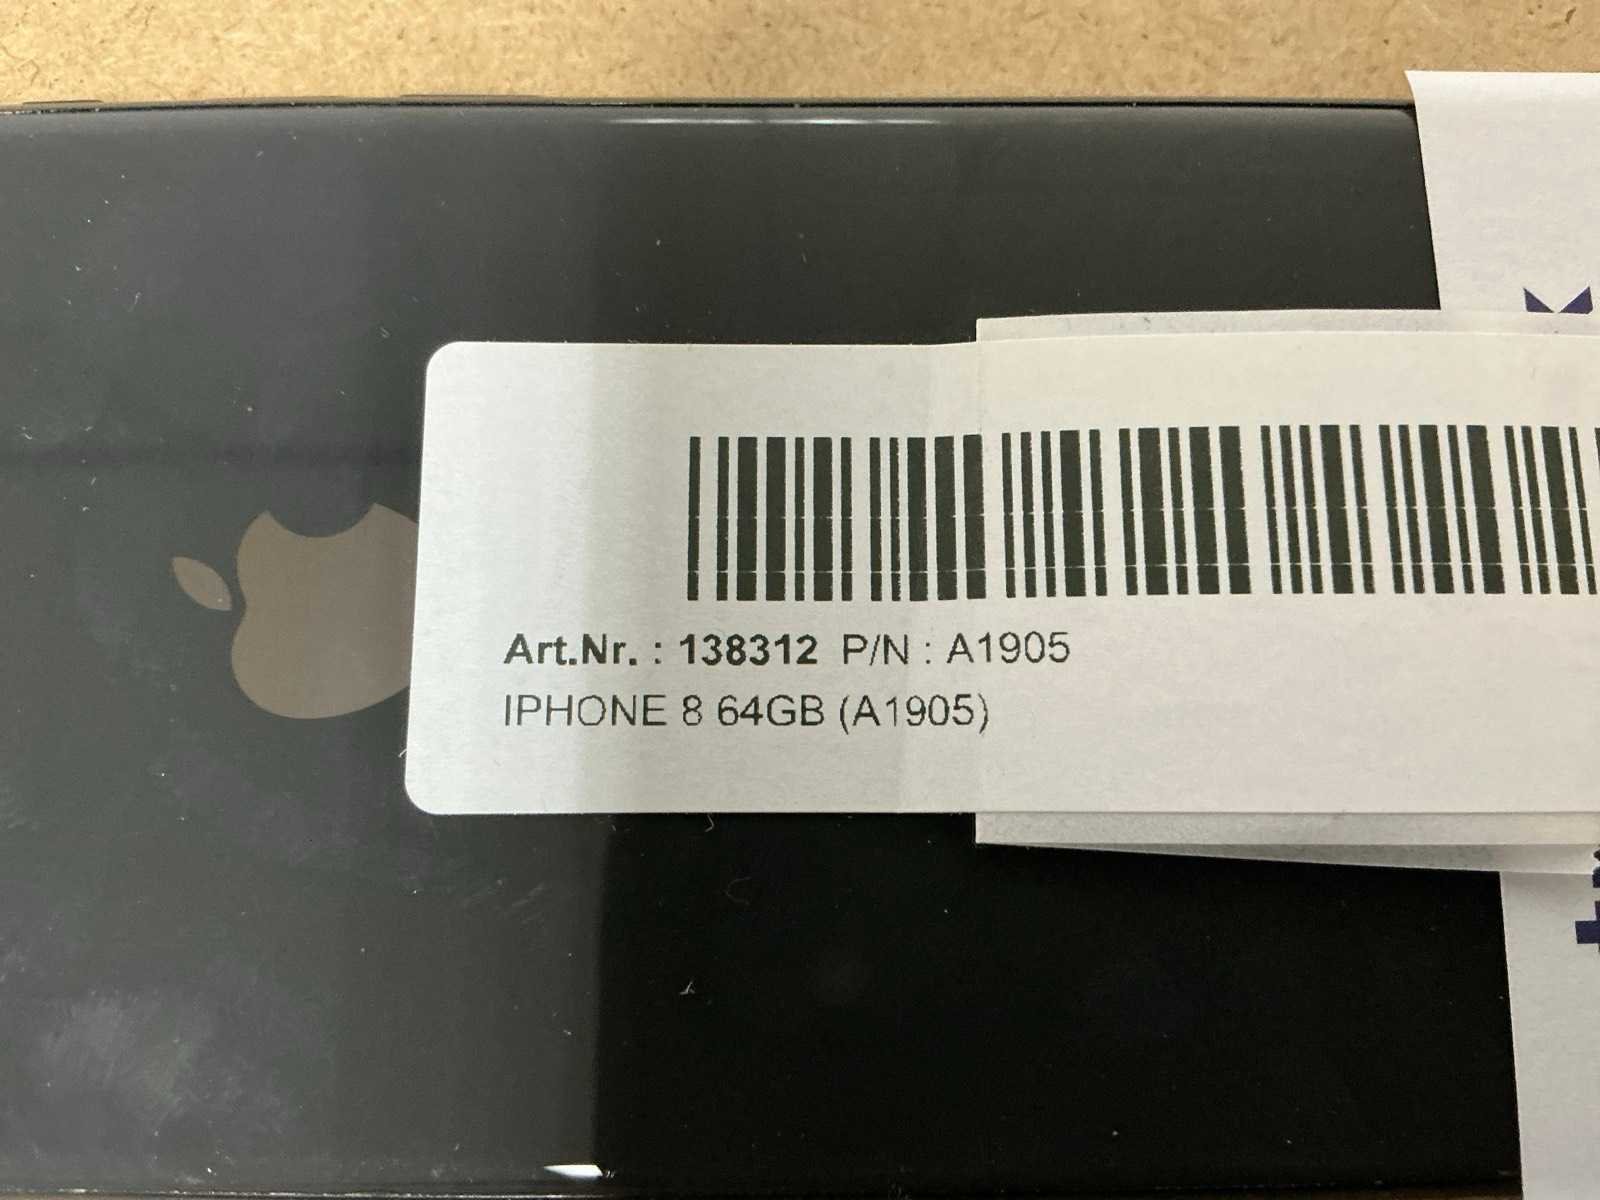 Art.Nr. : 138312 P/N : A1905
IPHONE 8 64GB (A1905)